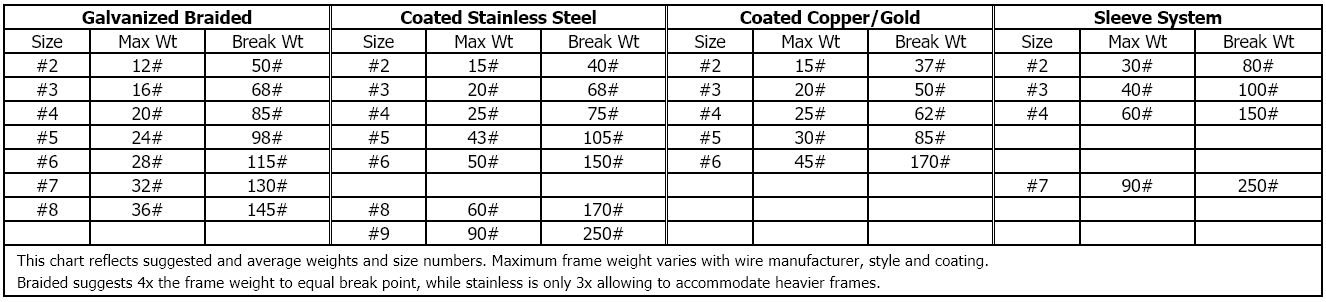 Galvanized Braided Coated Stainless Steel Coated Copper/Gold Sleeve System
Size Max Wt Break Wt Size Max Wt Break Wt Size Max Wt Break Wt Size Max Wt Break Wt
#2 12# 50# #2 15# 40# #2 15# 37# #2 30# 80#
#3 16# 68# #3 20# 68# #3 20# 50# #3 40# 100#
#4 20# 85# #4 25# 75# #4 25# 62# #4 60# 150#
#5 24# 98# #5 43# 105# #5 30# 85#
#6 28# 115# #6 50# 150# #6 45# 170#
#7 32# 130# #7 90# 250#
#8 36# 145# #8 60# 170#
#9 90# 250#
This chart reflects suggested and average weights and size numbers. Maximum frame weight varies with wire manufacturer, style and coating.
Braided suggests 4x the frame weight to equal break point, while stainless is only 3x allowing to accommodate heavier frames.